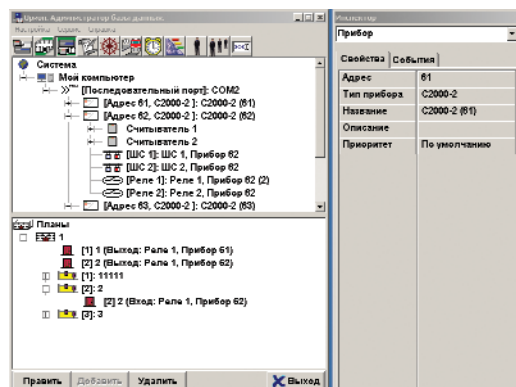 Орион. Администратор базы данных.
Настройка Сервис Справка
Система
Мой компьютер
[Последовательный порт]: COM2
[Адрес 61, С2000-2 ]: С2000-2 (61)
[Адрес 62, С2000-2 ]: С2000-2 (62)
Считыватель 1
Считыватель 2
[ШС 1]: ШС 1, Прибор 62
[ШС 2]: ШС 2, Прибор 62
[Реле 1]: Реле 1, Прибор 62 (2)
[Реле 2]: Реле 2, Прибор 62
[Адрес 63, С2000-2 ]: С2000-2 (63)
Планы
1
[1] 1 (Выход: Реле 1, Прибор 61)
[2] 2 (Выход: Реле 1, Прибор 62)
[1]: 11111
[2]: 2
[2] 2 (Вход: Реле 1, Прибор 62)
[3]: 3
Править Добавить Удалить Выход
Инспектор
Прибор
Свойства События
Адрес 61
Тип прибора С2000-2
Название С2000-2 (61)
Описание
Приоритет По умолчанию